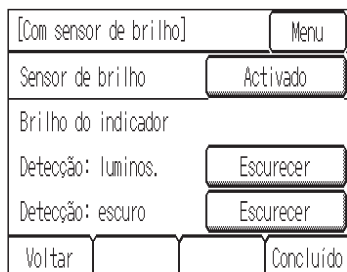 [Com sensor de brilho] Menu
Sensor de brilho Activado
Brilho do indicador
Detecção: luminos. Escurecer
Detecção: escuro Escurecer
Voltar Concluído